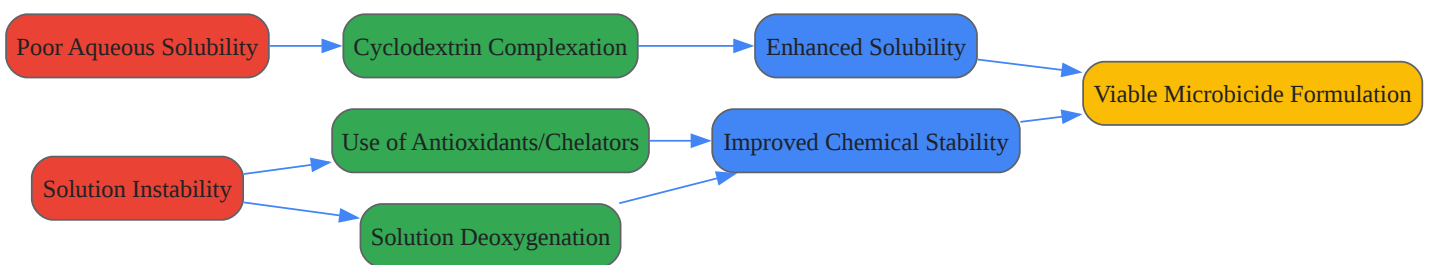 Poor Aqueous Solubility
Cyclodextrin Complexation
Enhanced Solubility
Viable Microbicide Formulation
Use of Antioxidants/Chelators
Improved Chemical Stability
Solution Instability
Solution Deoxygenation